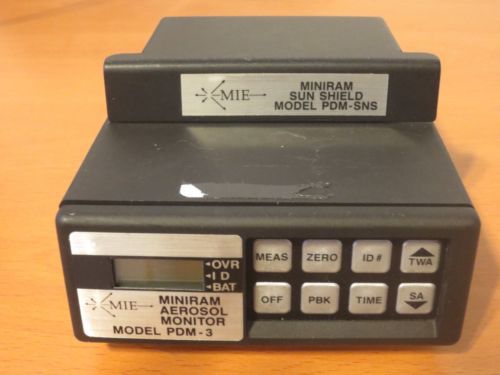 MIE
MINIRAM
SUN SHIELD
MODEL PDM-SNS
OVR
I D
BAT
MIE
MINIRAM
AEROSOL
MONITOR
MODEL PDM-3
MEAS ZERO ID# TWA
OFF PBK TIME SA